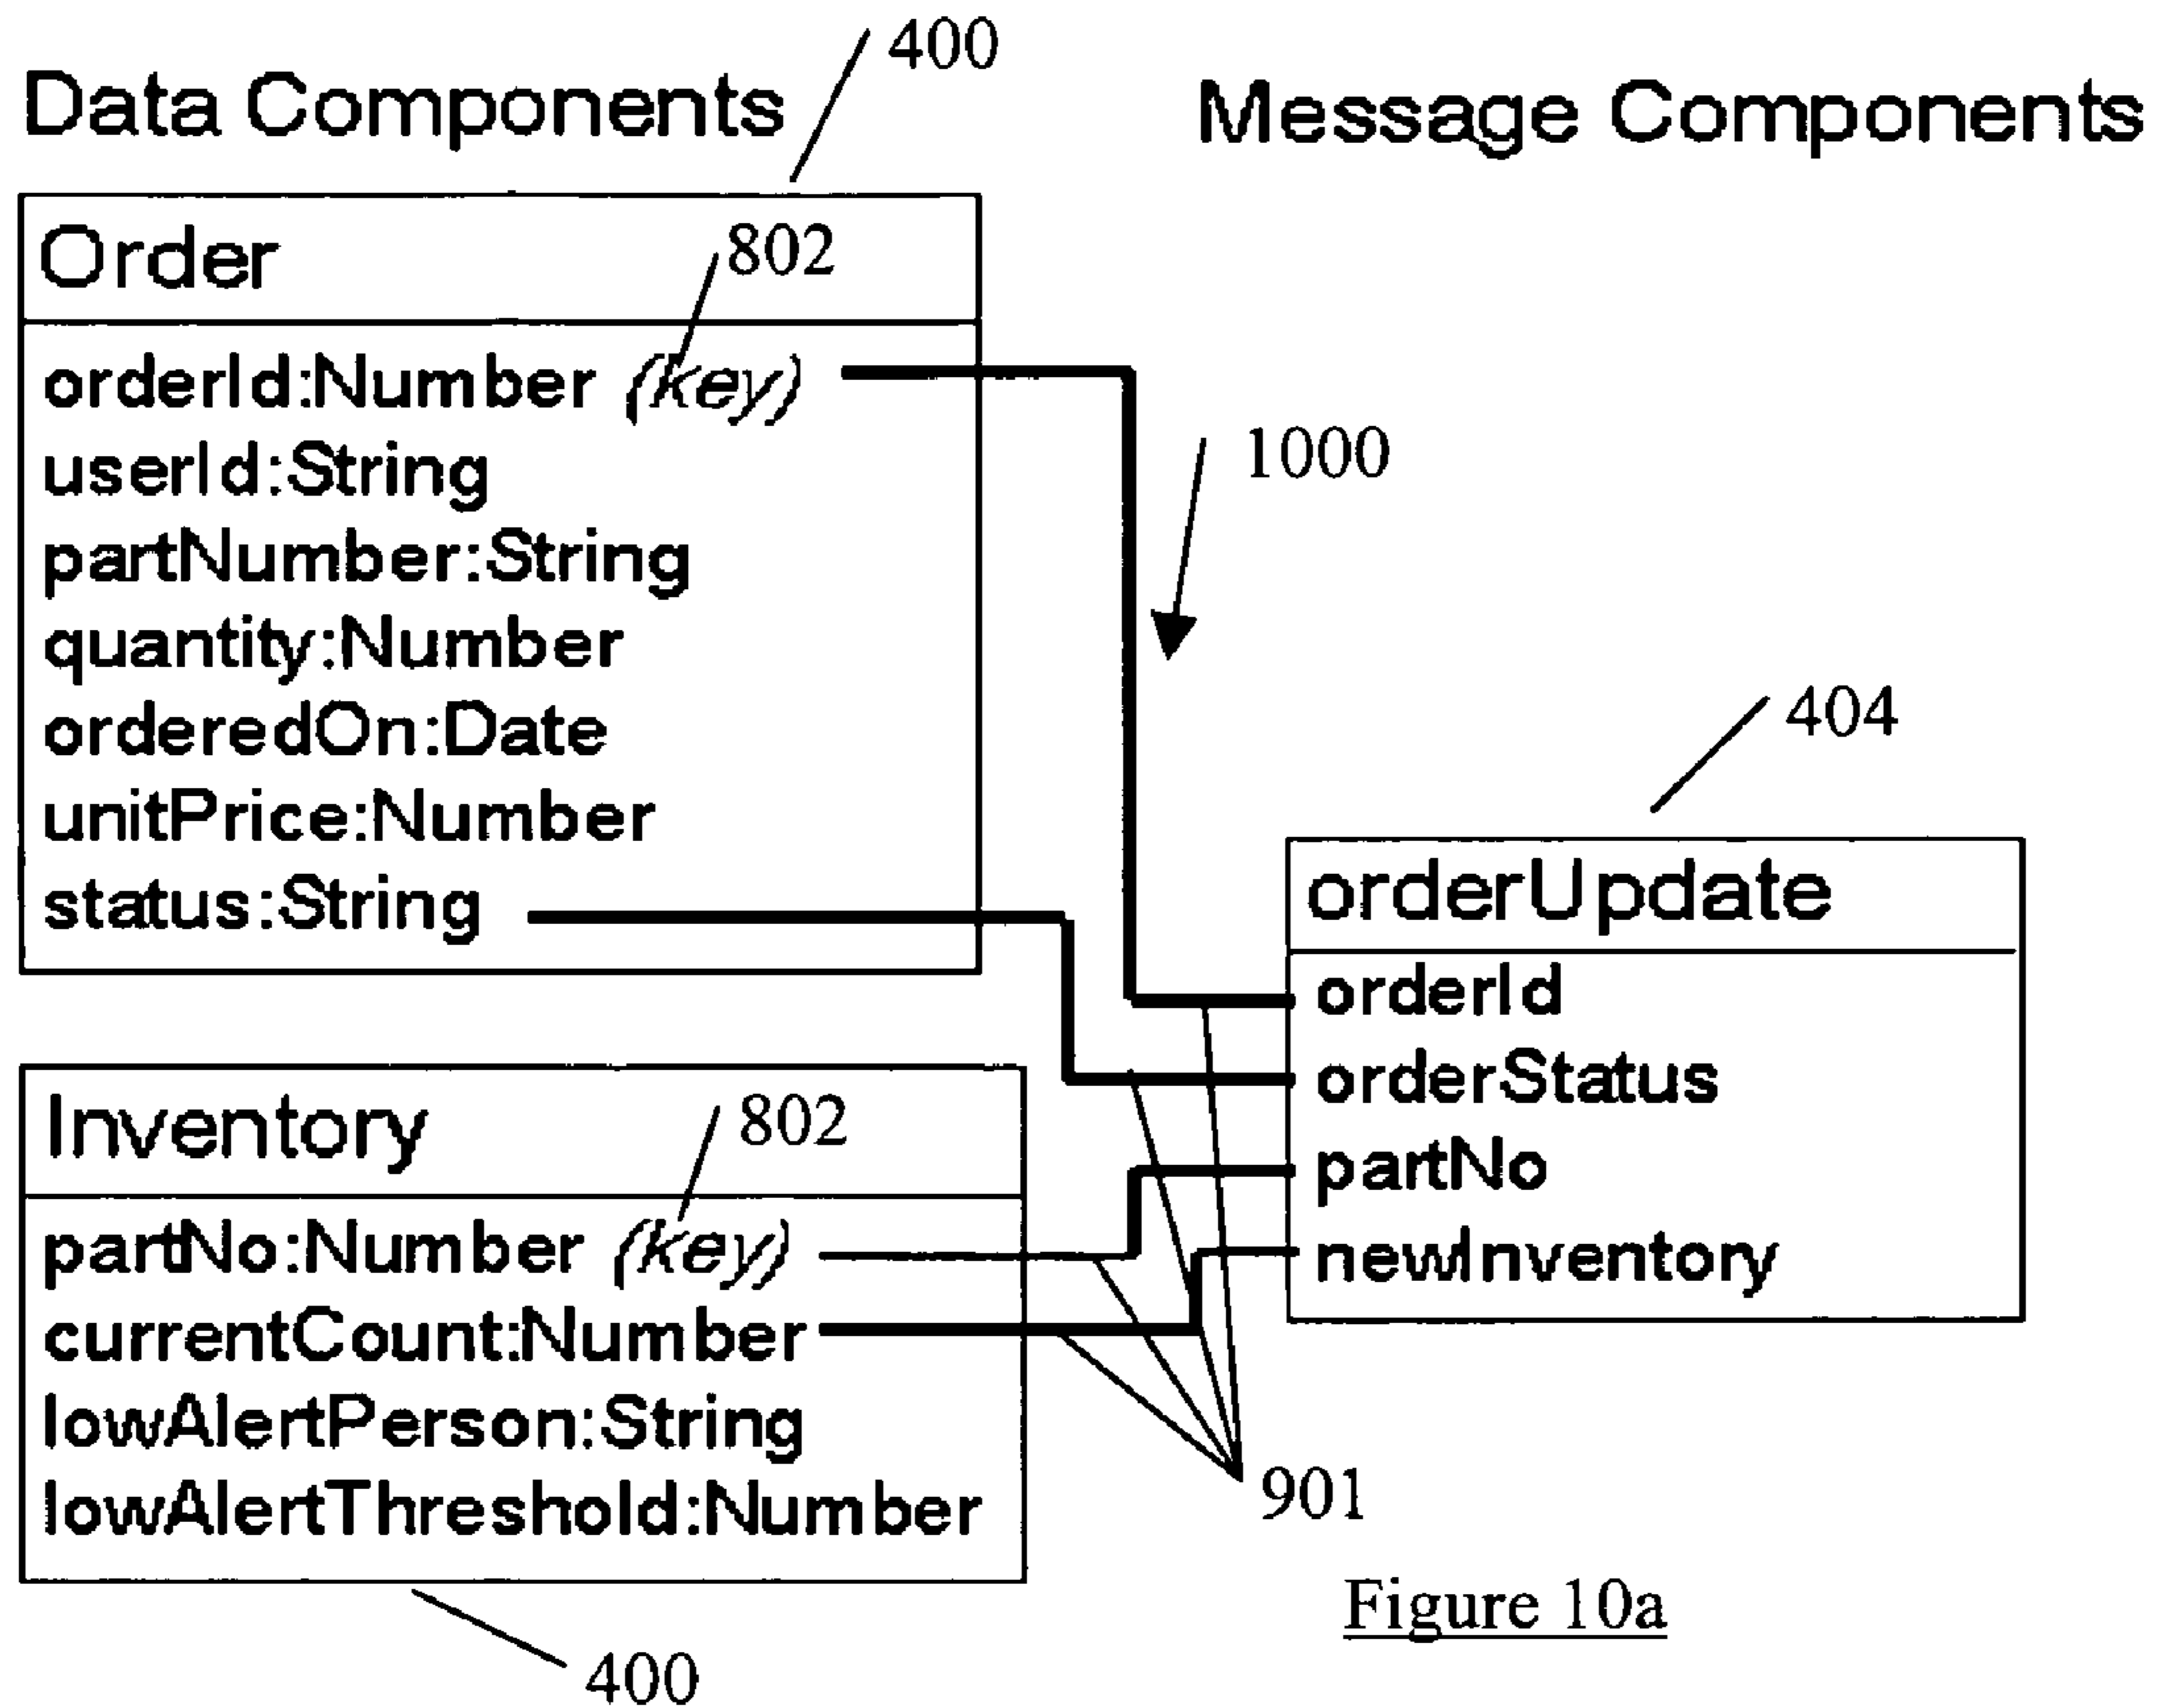 400
Data Components
Message Components
Order
802
orderId:Number (key)
userId:String
partNumber:String
quantity:Number
orderedOn:Date
unitPrice:Number
status:String
1000
404
orderUpdate
orderId
orderStatus
partNo
newInventory
Inventory
802
partNo:Number (key)
currentCount:Number
lowAlertPerson:String
lowAlertThreshold:Number
901
400
Figure 10a